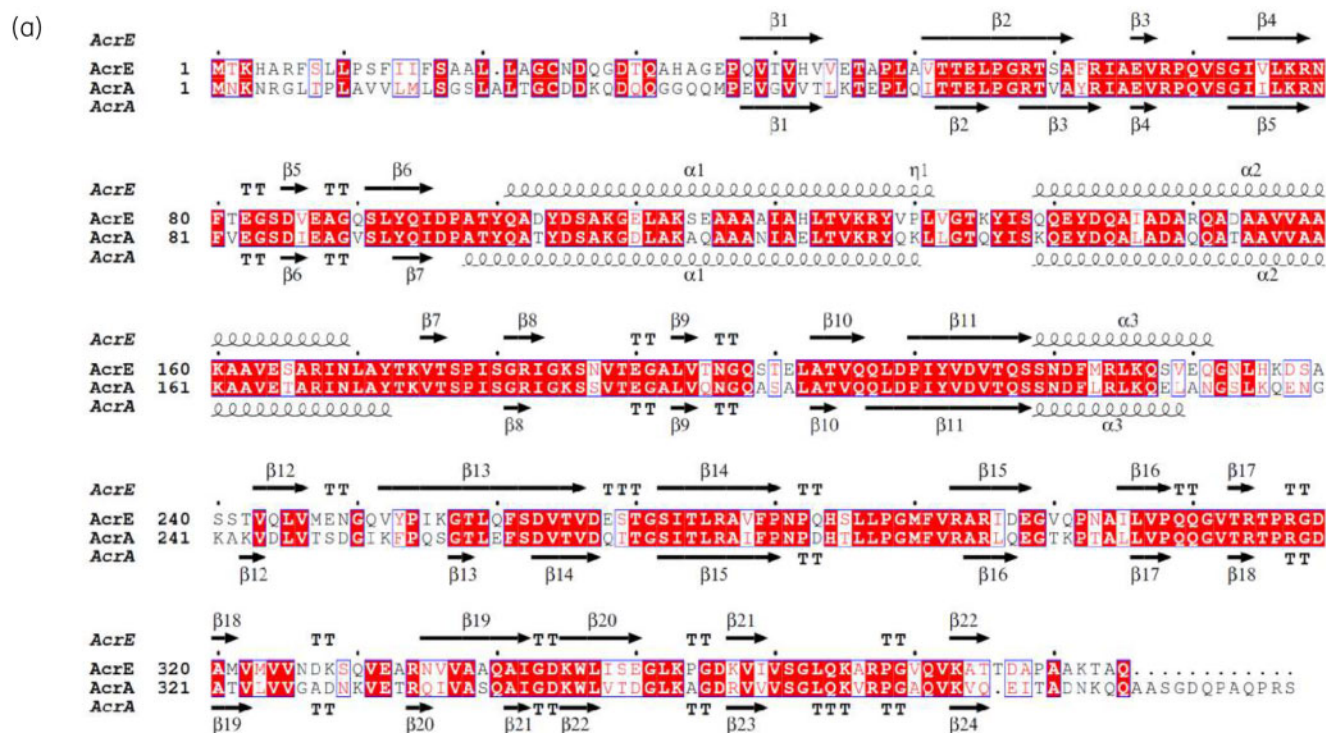 (a)
β1 β2 β3 β4
AcrE
AcrE 1 MTKHARFSLLPSFIIFSAAL.LAGCNDQGDTQAHAGEPQVTVHVVETAPLAVTTELPGRTSAFRIAEVRPQVSGIVLKRN
AcrA 1 MNKNRGLTPLAVVLMLSGSLALTGCDDKQDQQGGQQMPEVGVVTLKTEPLQITTELPGRTVAYRIAEVRPQVSGIILKRN
AcrA
β1 β2 β3 β4 β5
β5 β6 α1 η1 α2
AcrE TT TT
AcrE 80 FTEGSDVEAGQSLYQIDPATYQADYDSAKGELAKSEAAAAIAHLTVKRYVPLVGTKYISQQEYDQAIADARQADAAVVAA
AcrA 81 FVEGSDIEAGVSLYQIDPATYQATYDSAKGDLAKAQAAANIAELTVKRYQKLLGTQYISKQEYDQALADAQQATAAVVAA
AcrA TT TT
β6 β7 α1 α2
β7 β8 β9 β10 β11 α3
AcrE TT TT
AcrE 160 KAAVESARINLAYTKVTSPISGRIGKSNVTEGALVTNGQSTELATVQQLDPIYVDVTQSSNDFMRLKQSVEQGNLHKDSA
AcrA 161 KAAVETARINLAYTKVTSPISGRIGKSSVTEGALVQNGQASALATVQQLDPIYVDVTQSSNDFLRLKQELANGSLKQENG
AcrA TT TT
β8 β9 β10 β11 α3
β12 β13 β14 β15 β16 β17
AcrE TT TTT TT TT TT
AcrE 240 SSTVQLVMENGQVYPIKGTLQFSDVTVDESTGSITLRAVFPNPQHSLLPGMFVRARIDEGVQPNAILVPQQGVTRTPRGD
AcrA 241 KAKVDLVTSDGIKFPQSGTLEFSDVTVDQTTGSITLRAIFPNPDHTLLPGMFVRARLQEGTKPTALLVPQQGVTRTPRGD
AcrA TT TT
β12 β13 β14 β15 β16 β17 β18
β18 β19 β20 β21 β22
AcrE TT TT TT TT
AcrE 320 AMVMVVNDKSQVEARNVVAAQAIGDKWLISEGLKPGDKVIVSGLQKARPGVQVKATTDAPAAKTAQ............
AcrA 321 ATVLVVGADNKVETRQIVASQAIGDKWLVIDGLKAGDRVVVSGLQKVRPGAQVKVQ.EITADNKQQAASGDQPAQPRS
AcrA TT TT TT TTT TT
β19 β20 β21 β22 β23 β24